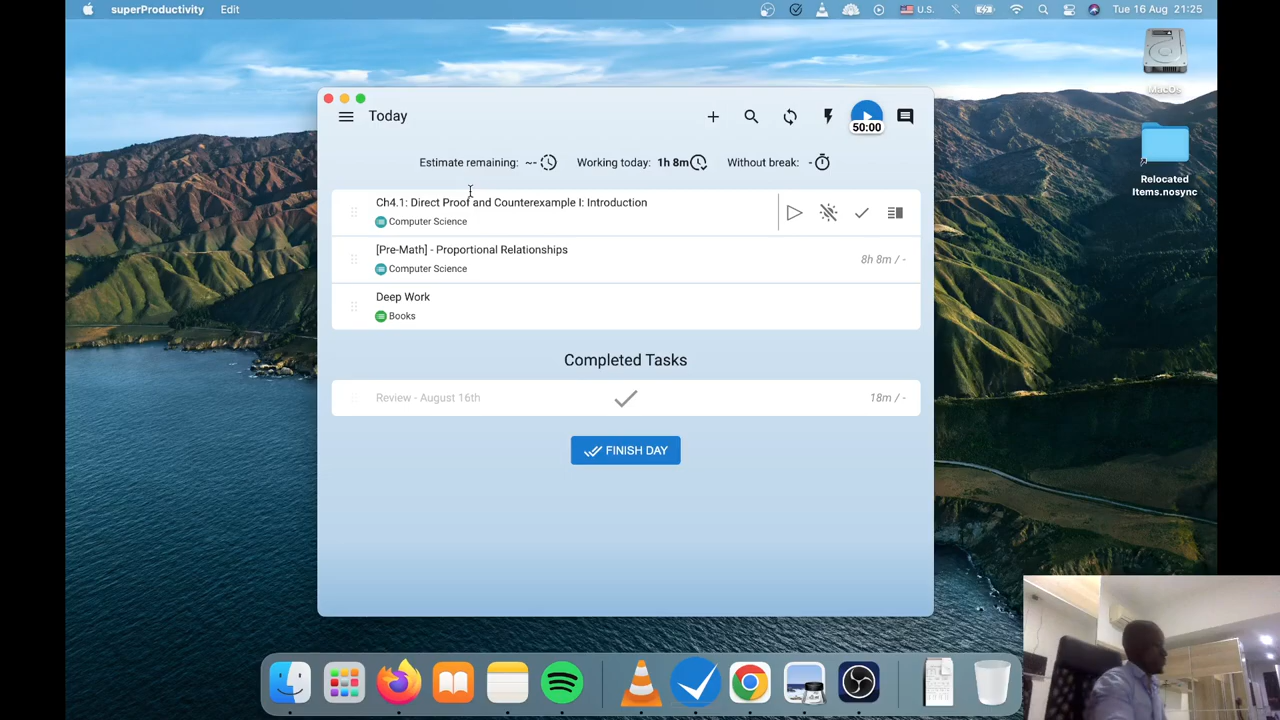 superProductivity Edit U.S. Tue 16 Aug 21:25
MacOs
Relocated
Items.nosync
Today
50:00
Estimate remaining: ~- Working today: 1h 8m Without break: -
Ch4.1: Direct Proof and Counterexample I: Introduction
Computer Science
[Pre-Math] - Proportional Relationships
Computer Science
8h 8m / -
Deep Work
Books
Completed Tasks
Review - August 16th 18m / -
FINISH DAY